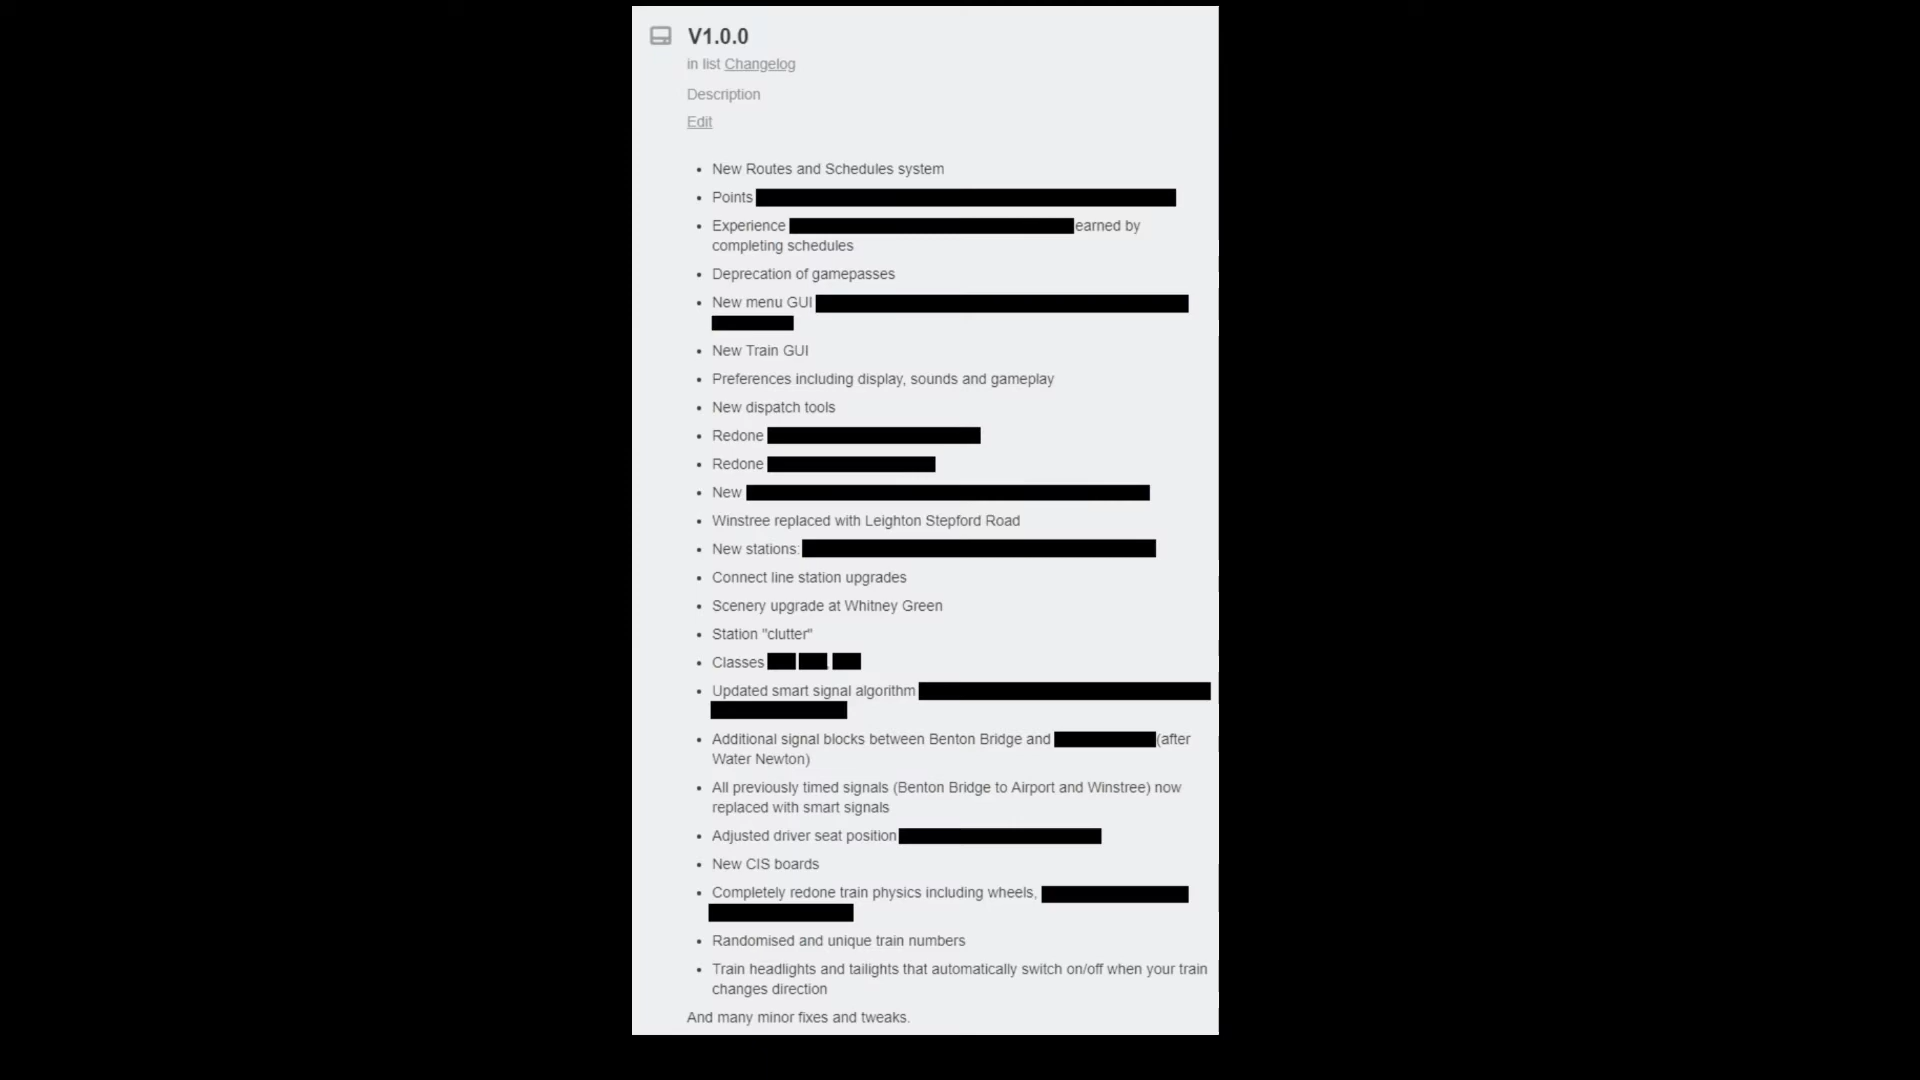 V1.0.0
in list Changelog
Description
Edit
• New Routes and Schedules system
• Points
• Experience earned by
completing schedules
• Deprecation of gamepasses
• New menu GUI
• New Train GUI
• Preferences including display, sounds and gameplay
• New dispatch tools
• Redone
• Redone
• New
• Winstree replaced with Leighton Stepford Road
• New stations:
• Connect line station upgrades
• Scenery upgrade at Whitney Green
• Station "clutter"
• Classes ,
• Updated smart signal algorithm
• Additional signal blocks between Benton Bridge and (after
Water Newton)
• All previously timed signals (Benton Bridge to Airport and Winstree) now
replaced with smart signals
• Adjusted driver seat position
• New CIS boards
• Completely redone train physics including wheels,
• Randomised and unique train numbers
• Train headlights and tailights that automatically switch on/off when your train
changes direction
And many minor fixes and tweaks.